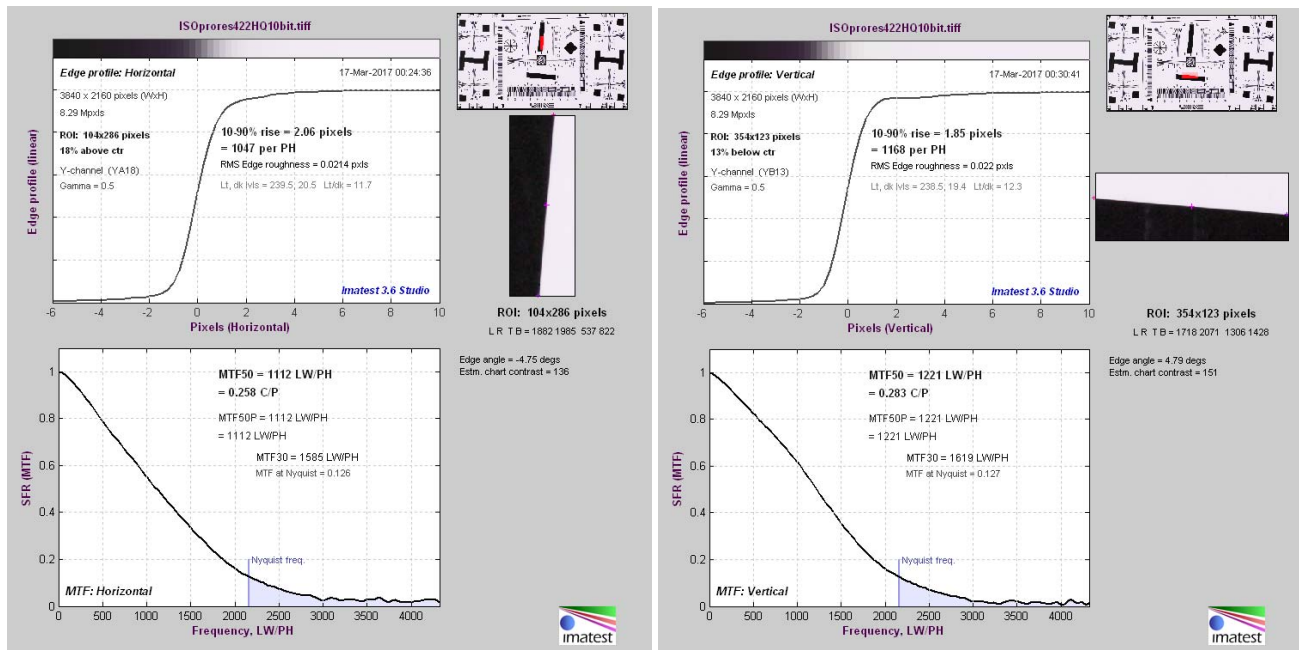 ISOprores422HQ10bit.tiff
Edge profile: Horizontal
17-Mar-2017 00:24:36
3840 x 2160 pixels (WxH)
8.29 Mpxls
ROI: 104x286 pixels
18% above ctr
Y-channel (YA18)
Gamma = 0.5
10-90% rise = 2.06 pixels
= 1047 per PH
RMS Edge roughness = 0.0214 pxls
Lt, dk lvls = 239.5, 20.5 Lt/dk = 11.7
Imatest 3.6 Studio
Edge profile (linear)
-6 -4 -2 0 2 4 6 8 10
Pixels (Horizontal)
ROI: 104x286 pixels
L R T B = 1882 1985 537 822
Edge angle = -4.75 degs
Estm. chart contrast = 136
MTF50 = 1112 LW/PH
= 0.258 C/P
MTF50P = 1112 LW/PH
= 1112 LW/PH
MTF30 = 1585 LW/PH
MTF at Nyquist = 0.126
Nyquist freq.
MTF: Horizontal
SFR (MTF)
1
0.8
0.6
0.4
0.2
0
0 500 1000 1500 2000 2500 3000 3500 4000
Frequency, LW/PH
imatest
ISOprores422HQ10bit.tiff
Edge profile: Vertical
17-Mar-2017 00:30:41
3840 x 2160 pixels (WxH)
8.29 Mpxls
ROI: 354x123 pixels
13% below ctr
Y-channel (YB13)
Gamma = 0.5
10-90% rise = 1.85 pixels
= 1168 per PH
RMS Edge roughness = 0.022 pxls
Lt, dk lvls = 238.5, 19.4 Lt/dk = 12.3
Imatest 3.6 Studio
Edge profile (linear)
-6 -4 -2 0 2 4 6 8 10
Pixels (Vertical)
ROI: 354x123 pixels
L R T B = 1718 2071 1306 1428
Edge angle = 4.79 degs
Estm. chart contrast = 151
MTF50 = 1221 LW/PH
= 0.283 C/P
MTF50P = 1221 LW/PH
= 1221 LW/PH
MTF30 = 1619 LW/PH
MTF at Nyquist = 0.127
Nyquist freq.
MTF: Vertical
SFR (MTF)
1
0.8
0.6
0.4
0.2
0
0 500 1000 1500 2000 2500 3000 3500 4000
Frequency, LW/PH
imatest